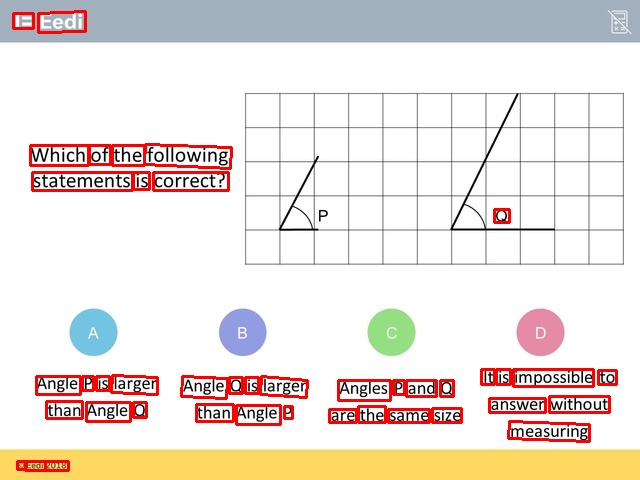 Eedi
Which of the following
statements is correct?
P
Q
A
B
C
D
Angle P is larger
than Angle Q
Angle Q is larger
than Angle P
Angles P and Q
are the same size
It is impossible to
answer without
measuring
© Eedi 2018